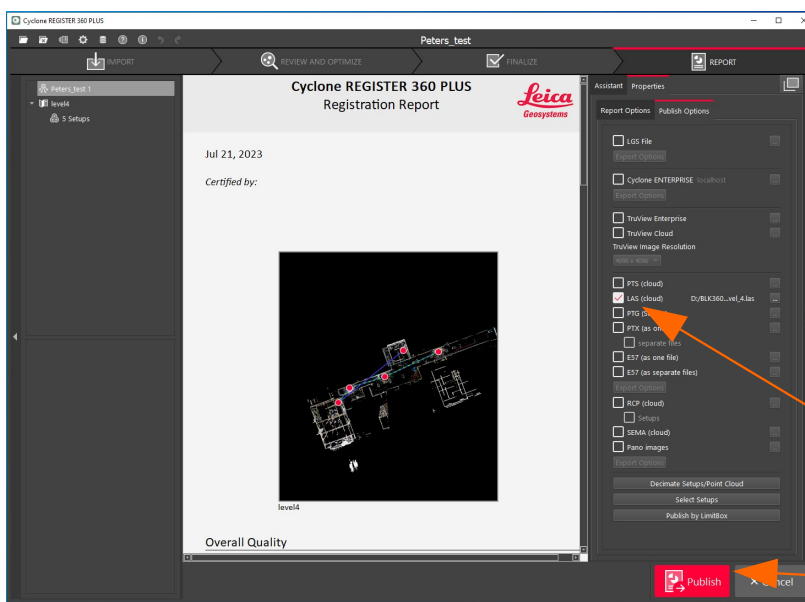 Cyclone REGISTER 360 PLUS
Peters_test
IMPORT
REVIEW AND OPTIMIZE
FINALIZE
REPORT
Peters_test 1
level4
5 Setups
Cyclone REGISTER 360 PLUS
Registration Report
Leica
Geosystems
Jul 21, 2023
Certified by:
level4
Overall Quality
Assistant Properties
Report Options Publish Options
LGS File
Export Options
Cyclone ENTERPRISE localhost
Export Options
TruView Enterprise
TruView Cloud
TruView Image Resolution
4096 x 4096
PTS (cloud)
LAS (cloud) D:/BLK360...vel_4.las
PTG
PTX (as one
separate files
E57 (as one file)
E57 (as separate files)
Export Options
RCP (cloud)
Setups
SEMA (cloud)
Pano images
Export Options
Decimate Setups/Point Cloud
Select Setups
Publish by LimitBox
Publish